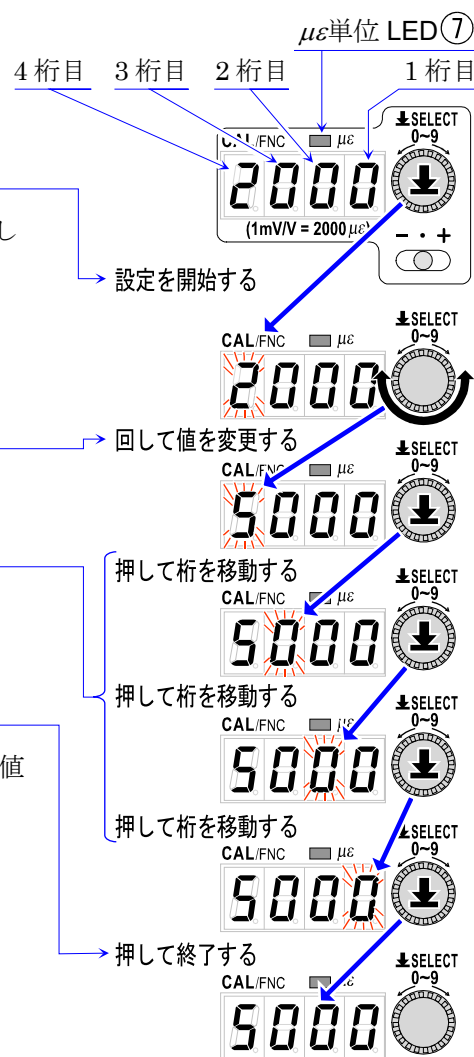 με単位 LED⑦
4 桁目 3 桁目 2 桁目 1 桁目
SELECT
0~9
CAL/FNC με
2000
(1mV/V = 2000 με)
− · +
し
設定を開始する
SELECT
0~9
CAL/FNC με
2000
回して値を変更する
SELECT
0~9
CAL/FNC με
5000
押して桁を移動する
SELECT
0~9
CAL/FNC με
5000
押して桁を移動する
SELECT
0~9
CAL/FNC με
5000
値
押して桁を移動する
SELECT
0~9
CAL/FNC με
5000
押して終了する
SELECT
0~9
CAL/FNC με
5000